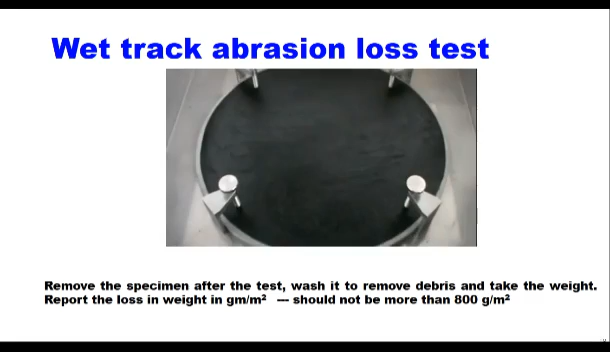 Wet track abrasion loss test
Remove the specimen after the test, wash it to remove debris and take the weight.
Report the loss in weight in gm/m² --- should not be more than 800 g/m²